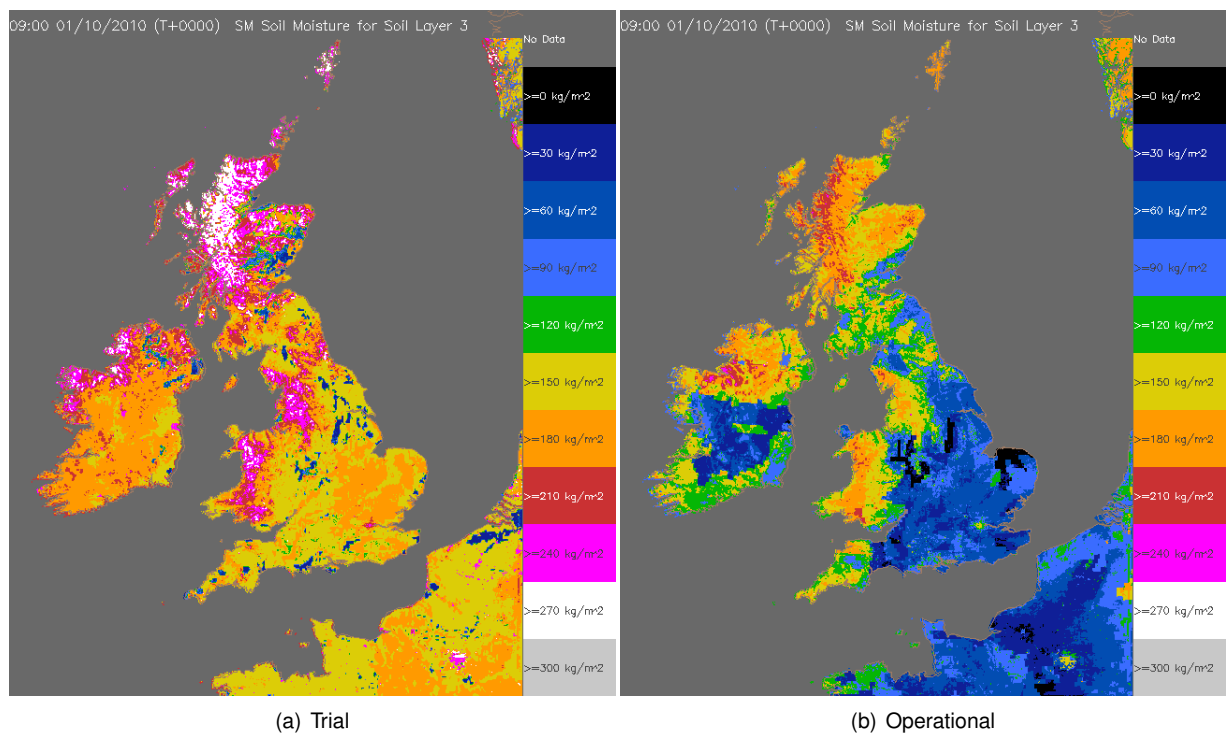 09:00 01/10/2010 (T+0000)  SM Soil Moisture for Soil Layer 3
No Data
>=0 kg/m^2
>=30 kg/m^2
>=60 kg/m^2
>=90 kg/m^2
>=120 kg/m^2
>=150 kg/m^2
>=180 kg/m^2
>=210 kg/m^2
>=240 kg/m^2
>=270 kg/m^2
>=300 kg/m^2
(a) Trial
09:00 01/10/2010 (T+0000)  SM Soil Moisture for Soil Layer 3
No Data
>=0 kg/m^2
>=30 kg/m^2
>=60 kg/m^2
>=90 kg/m^2
>=120 kg/m^2
>=150 kg/m^2
>=180 kg/m^2
>=210 kg/m^2
>=240 kg/m^2
>=270 kg/m^2
>=300 kg/m^2
(b) Operational